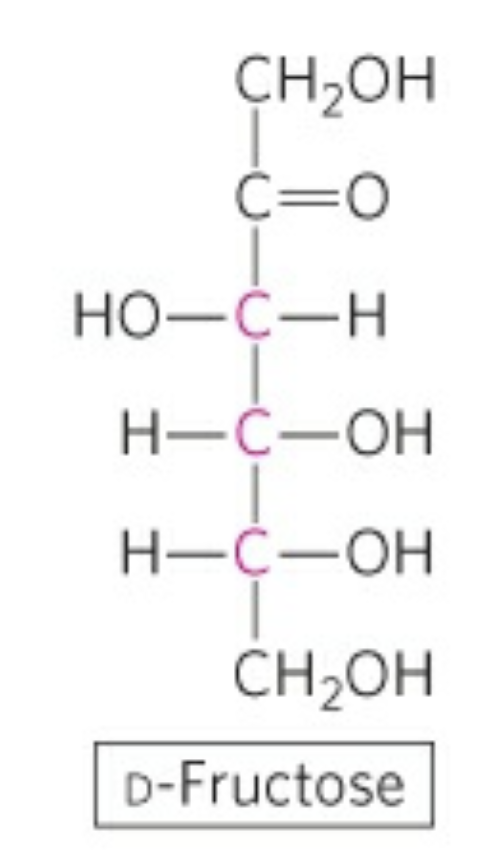 CH₂OH
C=O
HO—C—H
H—C—OH
H—C—OH
CH₂OH
D-Fructose